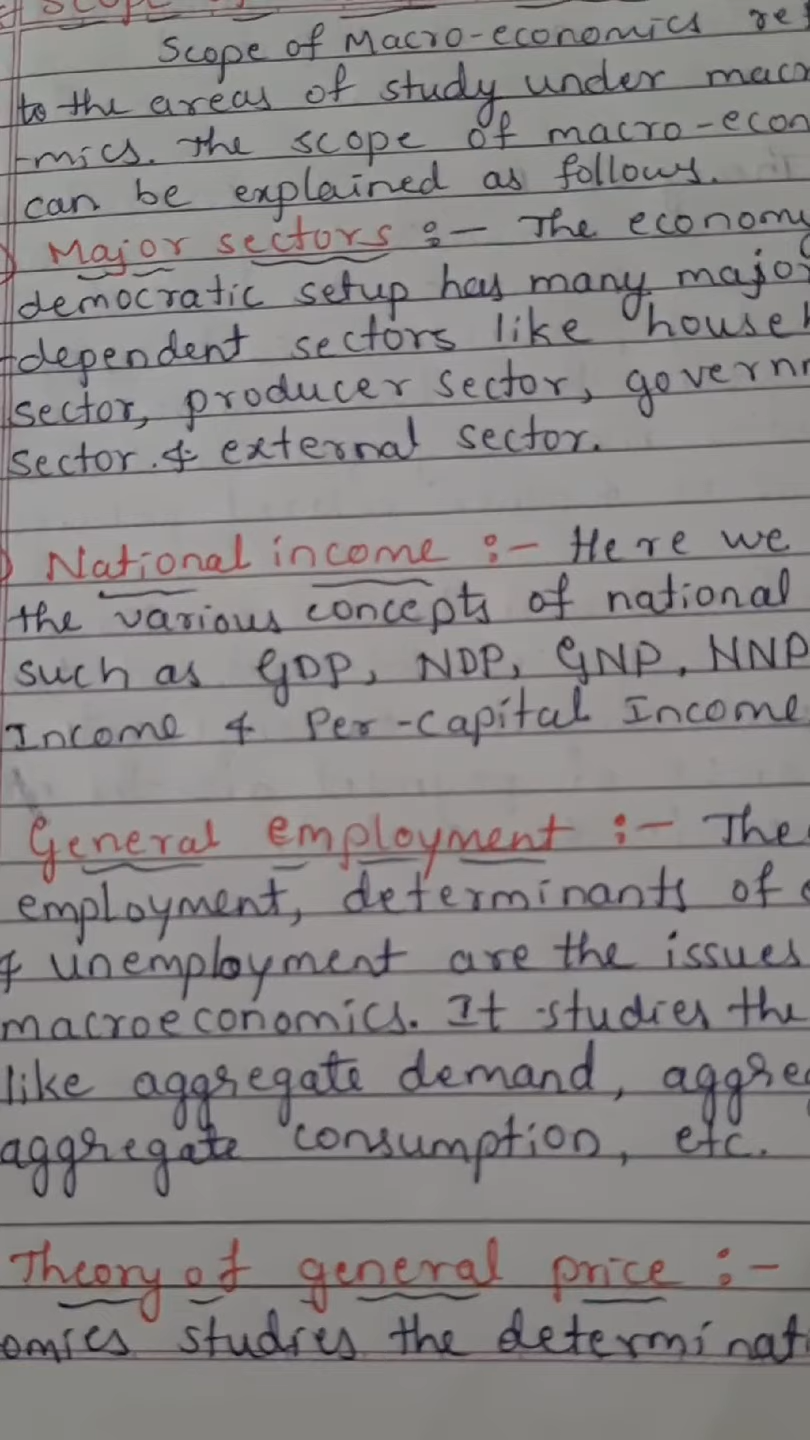 Scope of Macro-economics re
to the areas of study under mac
-mics. The scope of macro-econ
can be explained as follows.
Major sectors :- The economy
democratic setup has many major
-dependent sectors like househ
sector, producer sector, governm
sector & external sector.
National income :- Here we
the various concepts of national
such as GDP, NDP, GNP, NNP
Income & Per-capital Income
General employment :- The
employment, determinants of
& unemployment are the issues
macroeconomics. It studies the
like aggregate demand, aggre
aggregate consumption, etc.
Theory of general price :-
omics studies the determinat